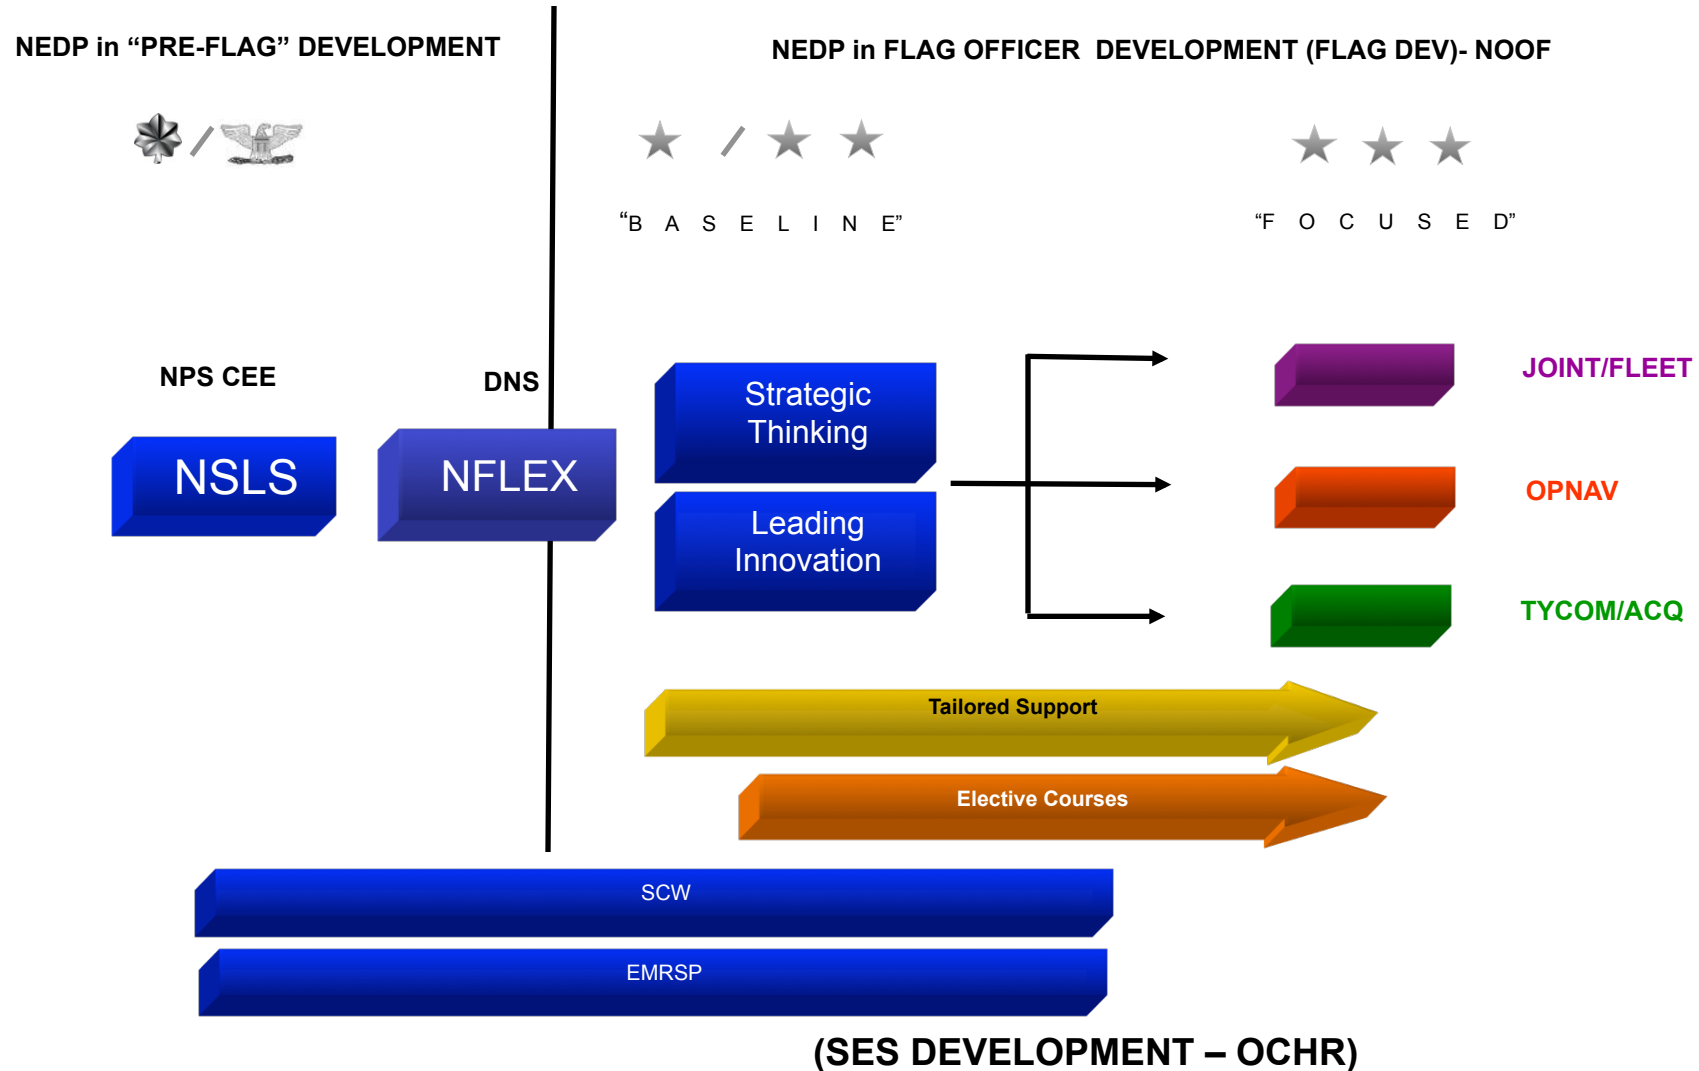 NEDP in “PRE-FLAG” DEVELOPMENT
NEDP in FLAG OFFICER DEVELOPMENT (FLAG DEV)- NOOF
“B A S E L I N E”
“F O C U S E D”
NPS CEE
DNS
NSLS
NFLEX
Strategic
Thinking
Leading
Innovation
JOINT/FLEET
OPNAV
TYCOM/ACQ
Tailored Support
Elective Courses
SCW
EMRSP
(SES DEVELOPMENT – OCHR)